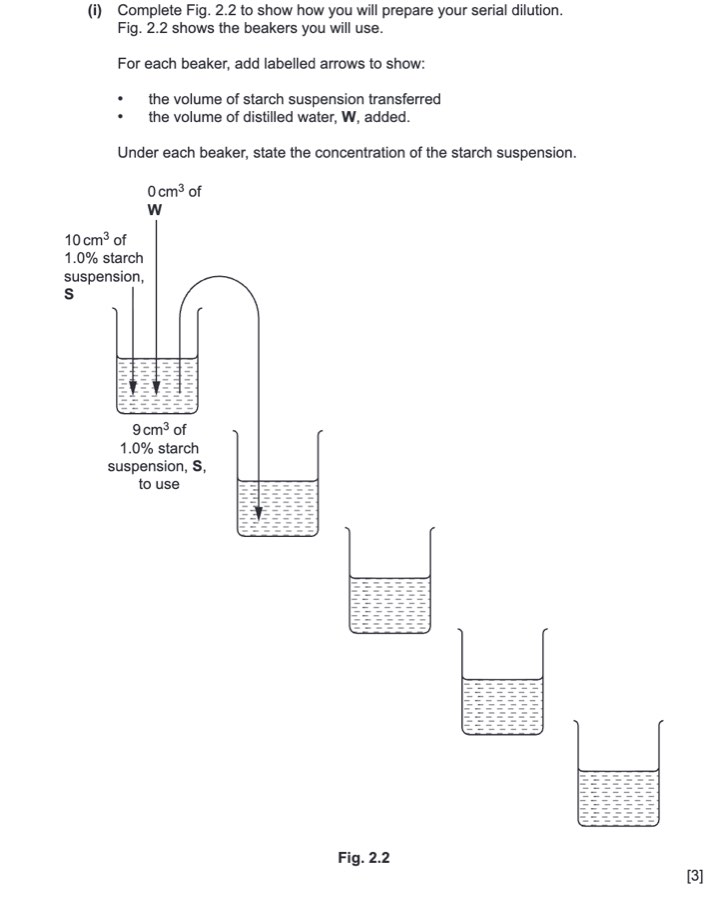 (i) Complete Fig. 2.2 to show how you will prepare your serial dilution.
Fig. 2.2 shows the beakers you will use.
For each beaker, add labelled arrows to show:
• the volume of starch suspension transferred
• the volume of distilled water, W, added.
Under each beaker, state the concentration of the starch suspension.
0 cm³ of
W
10 cm³ of
1.0% starch
suspension,
S
9 cm³ of
1.0% starch
suspension, S,
to use
Fig. 2.2
[3]